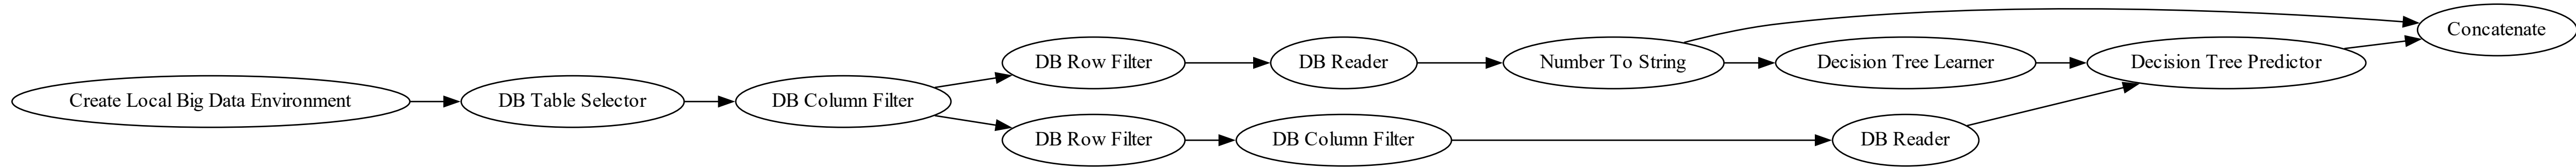 Create Local Big Data Environment
DB Table Selector
DB Column Filter
DB Row Filter
DB Reader
Number To String
Decision Tree Learner
Decision Tree Predictor
Concatenate
DB Row Filter
DB Column Filter
DB Reader